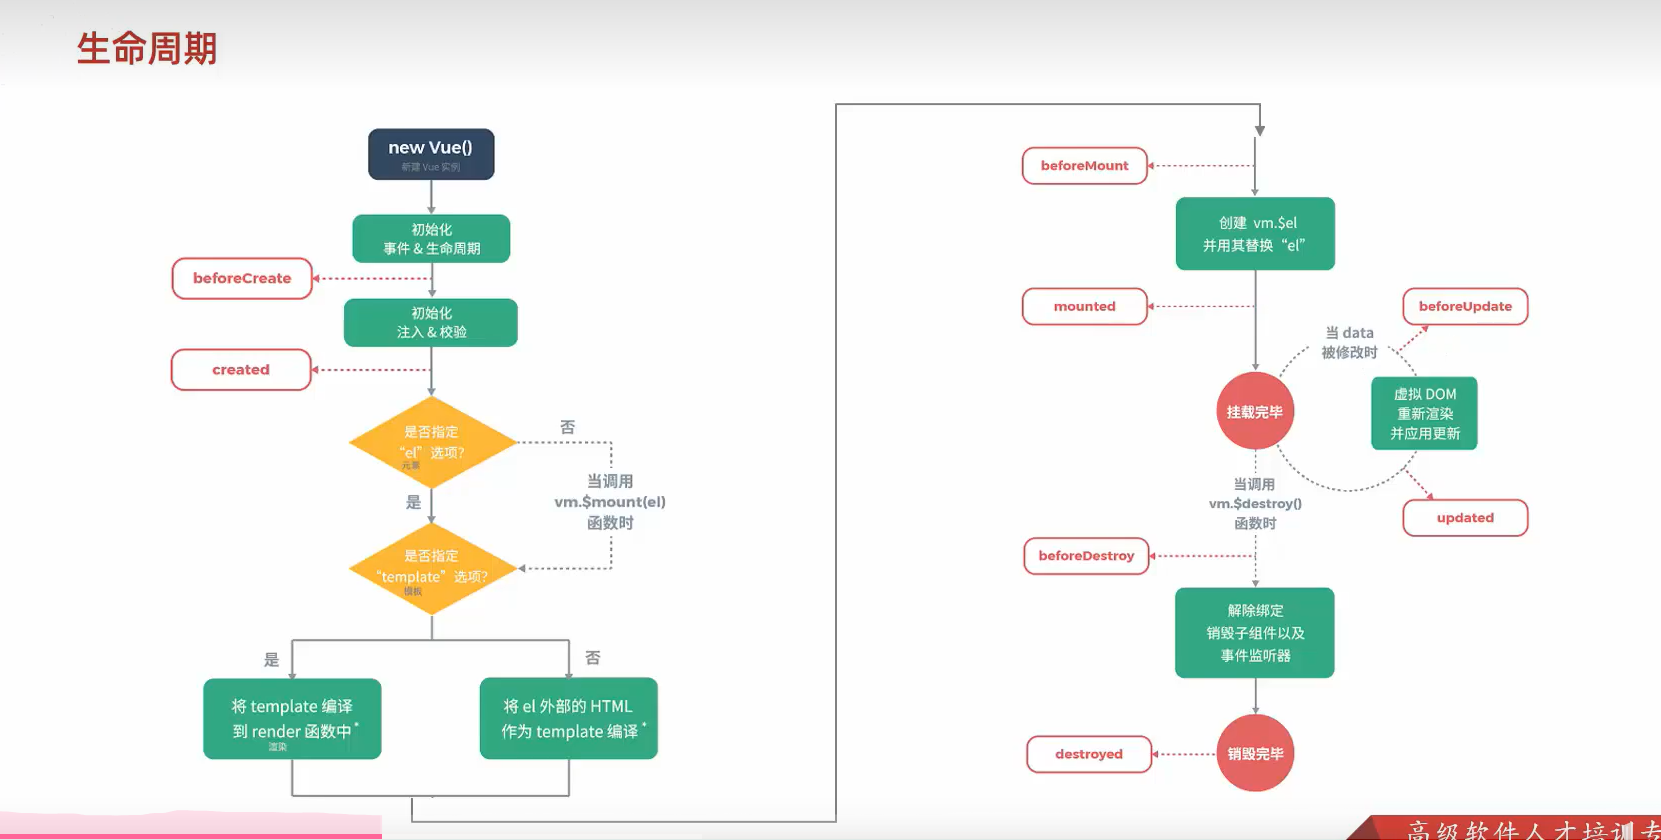 生命周期
new Vue()
新建 Vue 实例
初始化
事件 & 生命周期
beforeCreate
初始化
注入 & 校验
created
是否指定
“el” 选项?
元素
否
是
当调用
vm.$mount(el)
函数时
是否指定
“template” 选项?
模板
是
否
将 template 编译
到 render 函数中*
渲染
将 el 外部的 HTML
作为 template 编译*
beforeMount
创建 vm.$el
并用其替换 “el”
mounted
beforeUpdate
当 data
被修改时
挂载完毕
虚拟 DOM
重新渲染
并应用更新
当调用
vm.$destroy()
函数时
updated
beforeDestroy
解除绑定
销毁子组件以及
事件监听器
destroyed
销毁完毕
高级软件人才培训专